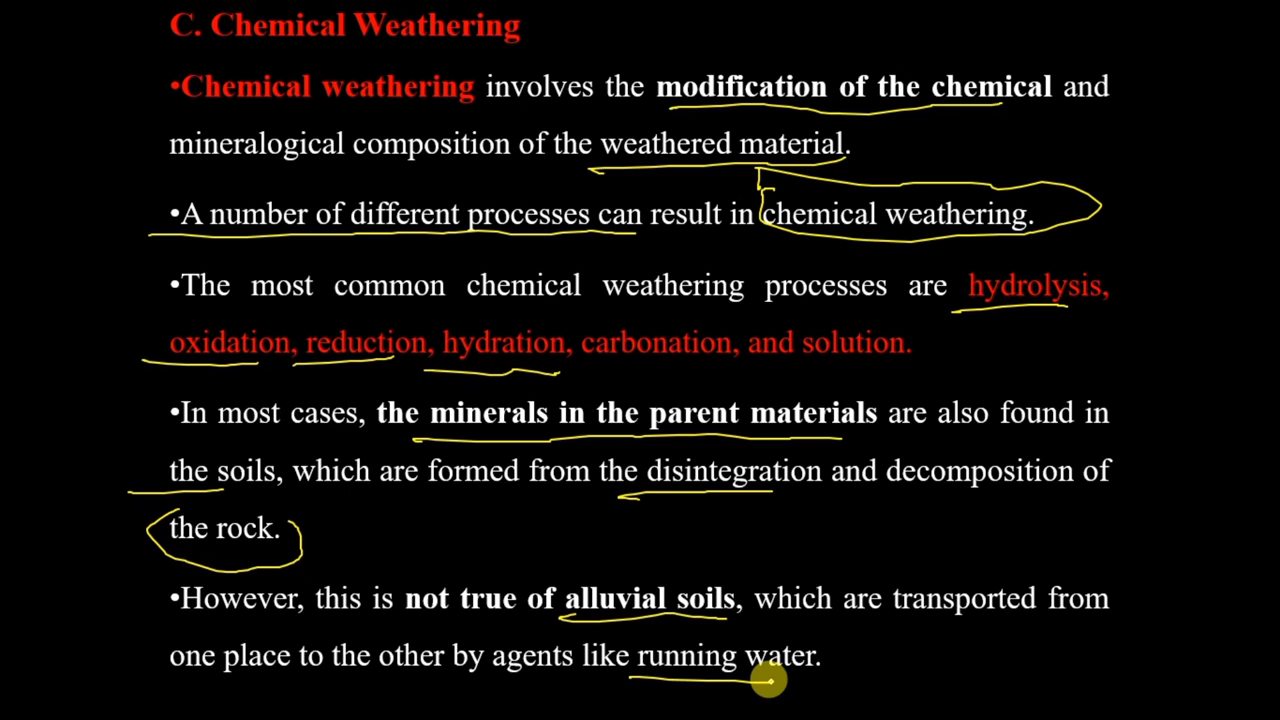 C. Chemical Weathering
•Chemical weathering involves the modification of the chemical and
mineralogical composition of the weathered material.
•A number of different processes can result in chemical weathering.
•The most common chemical weathering processes are hydrolysis,
oxidation, reduction, hydration, carbonation, and solution.
•In most cases, the minerals in the parent materials are also found in
the soils, which are formed from the disintegration and decomposition of
the rock.
•However, this is not true of alluvial soils, which are transported from
one place to the other by agents like running water.